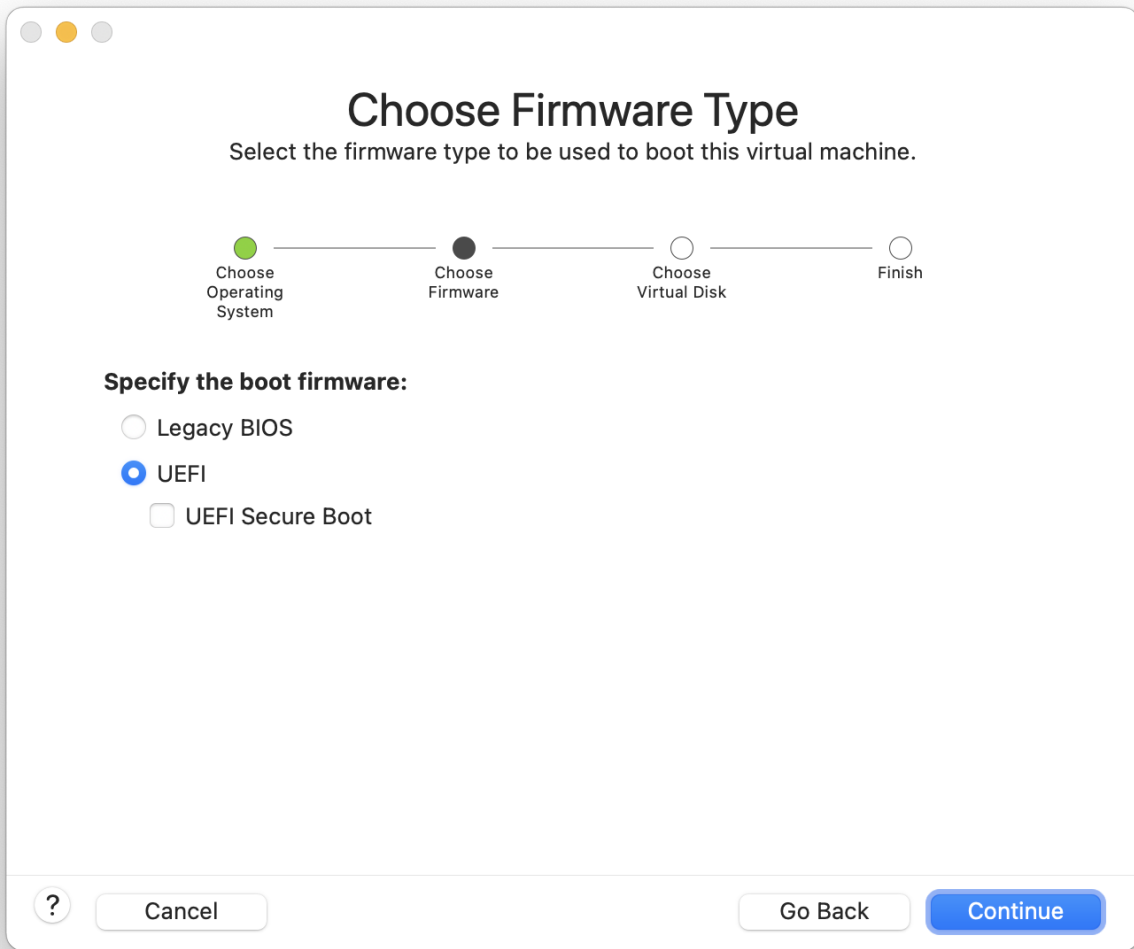 Choose Firmware Type
Select the firmware type to be used to boot this virtual machine.
Choose
Operating
System
Choose
Firmware
Choose
Virtual Disk
Finish
Specify the boot firmware:
Legacy BIOS
UEFI
UEFI Secure Boot
?
Cancel
Go Back
Continue